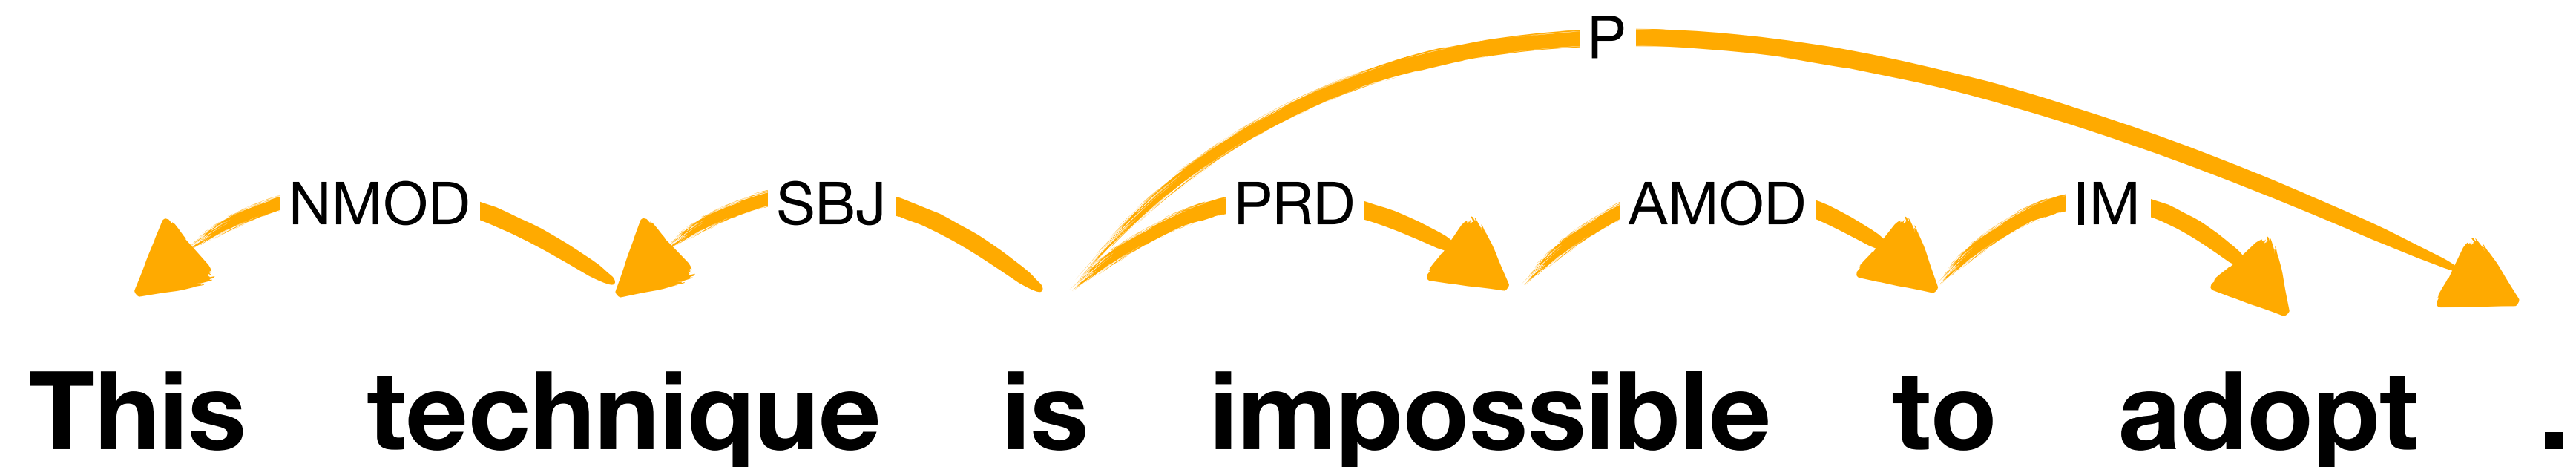 P
NMOD SBJ PRD AMOD IM
This technique is impossible to adopt .